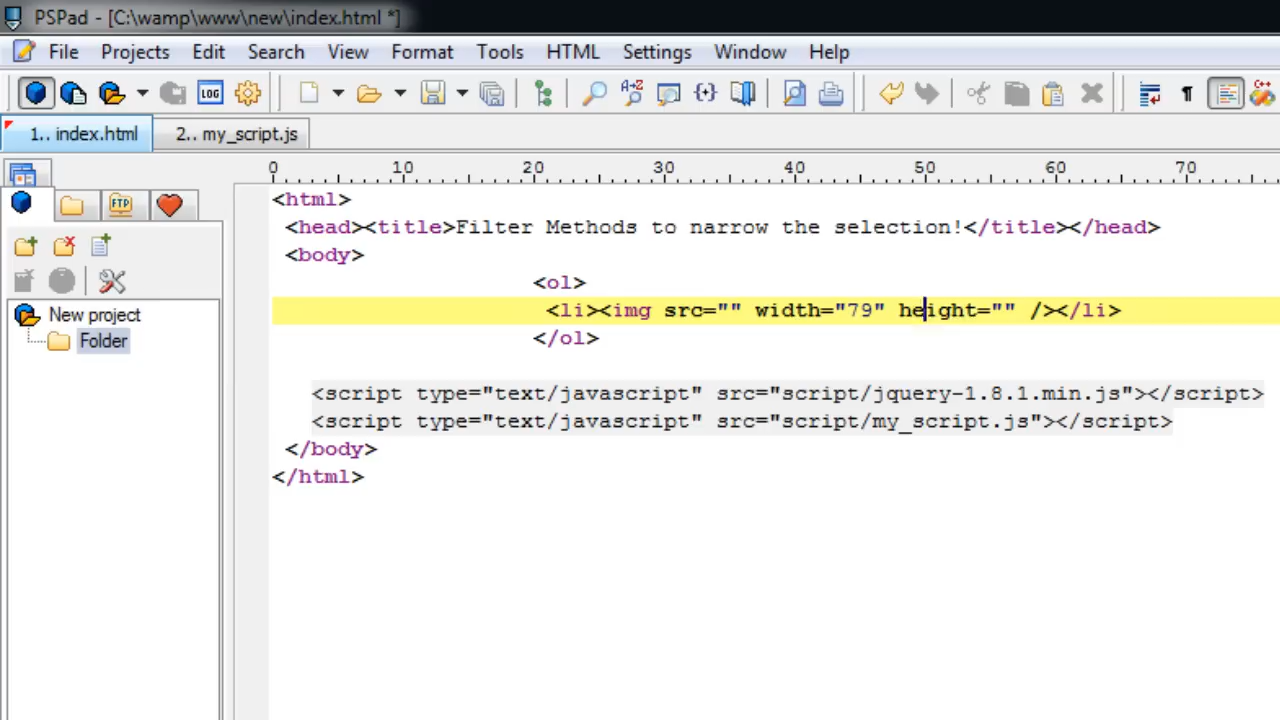 PSPad - [C:\wamp\www\new\index.html *]
File Projects Edit Search View Format Tools HTML Settings Window Help
LOG
1.. index.html 2.. my_script.js
0 10 20 30 40 50 60 70
FTP
New project
Folder
<html>
<head><title>Filter Methods to narrow the selection!</title></head>
<body>
<ol>
<li><img src="" width="79" height="" /></li>
</ol>
<script type="text/javascript" src="script/jquery-1.8.1.min.js"></script>
<script type="text/javascript" src="script/my_script.js"></script>
</body>
</html>